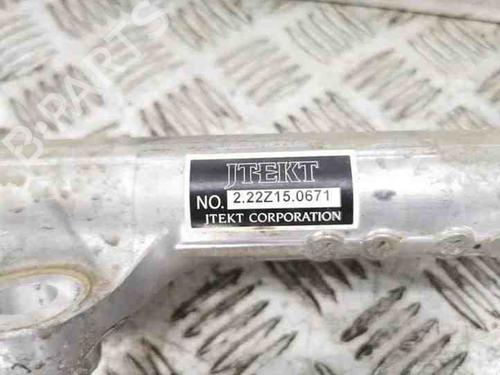 B-PARTS
JTEKT
NO. 2.22Z15.0671
JTEKT CORPORATION